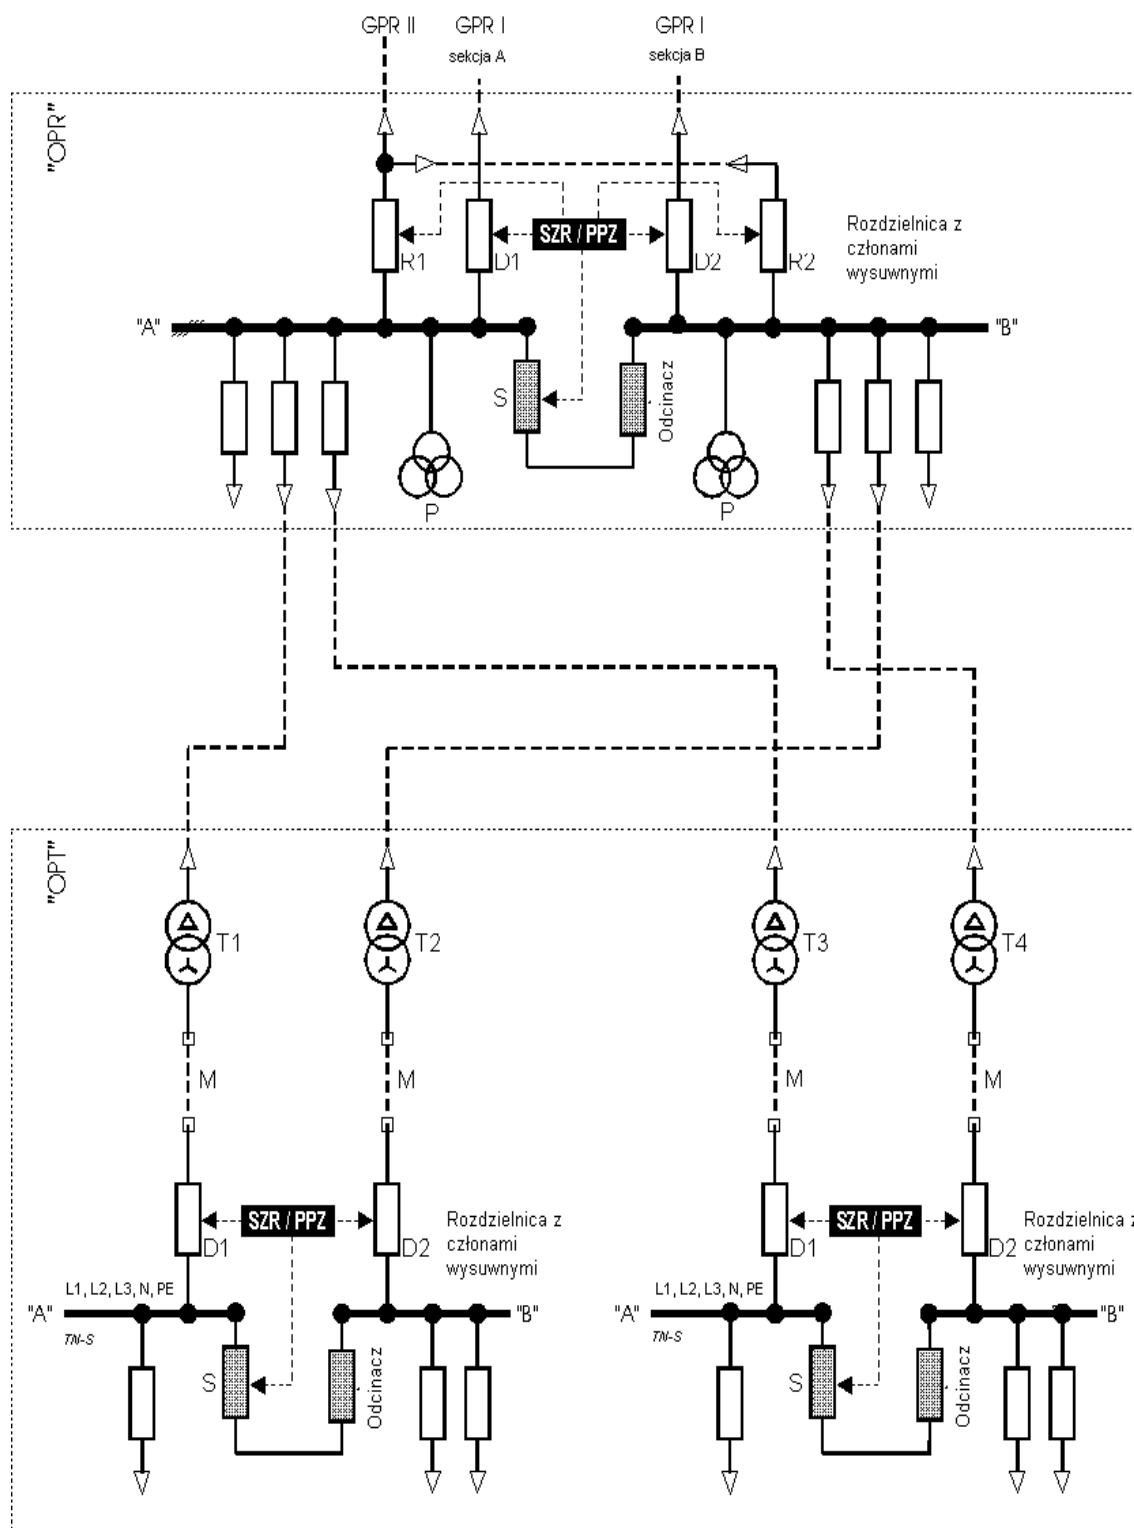 GPR II
GPR I
sekcja A
GPR I
sekcja B
"OPR"
SZR / PPZ
R1
D1
D2
R2
Rozdzielnica z
członami
wysuwnymi
"A"
"B"
S
Odcinacz
P
P
"OPT"
T1
T2
T3
T4
M
M
M
M
SZR / PPZ
D1
D2
Rozdzielnica z
członami
wysuwnymi
SZR / PPZ
D1
D2
Rozdzielnica z
członami
wysuwnymi
L1, L2, L3, N, PE
"A"
"B"
TN-S
S
Odcinacz
L1, L2, L3, N, PE
"A"
"B"
TN-S
S
Odcinacz